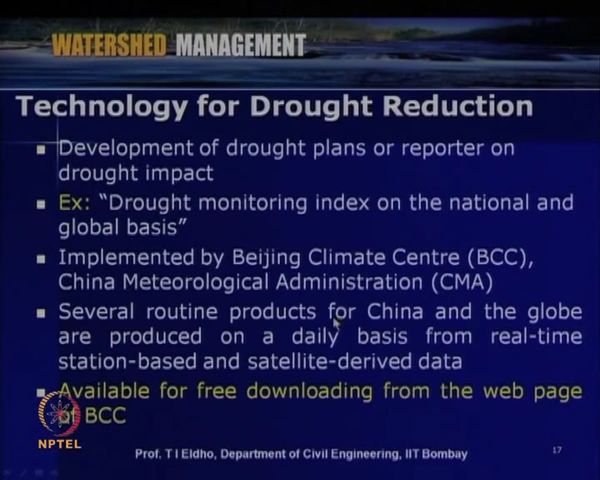 WATERSHED MANAGEMENT
Technology for Drought Reduction
Development of drought plans or reporter on
drought impact
Ex: “Drought monitoring index on the national and
global basis”
Implemented by Beijing Climate Centre (BCC),
China Meteorological Administration (CMA)
Several routine products for China and the globe
are produced on a daily basis from real-time
station-based and satellite-derived data
Available for free downloading from the web page
of BCC
NPTEL
Prof. T I Eldho, Department of Civil Engineering, IIT Bombay
17